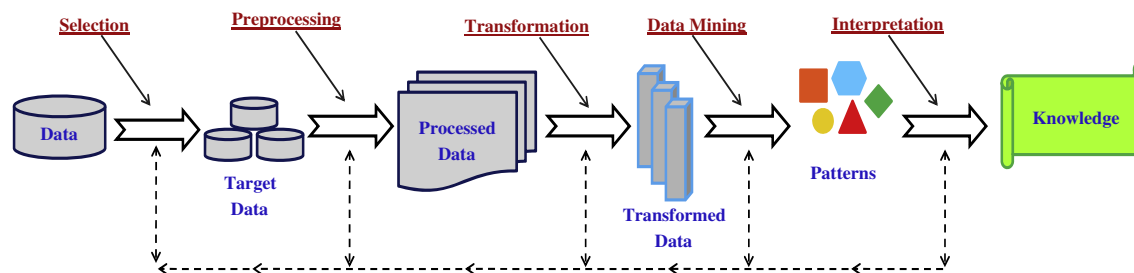 Selection
Preprocessing
Transformation
Data Mining
Interpretation
Data
Target
Data
Processed
Data
Transformed
Data
Patterns
Knowledge